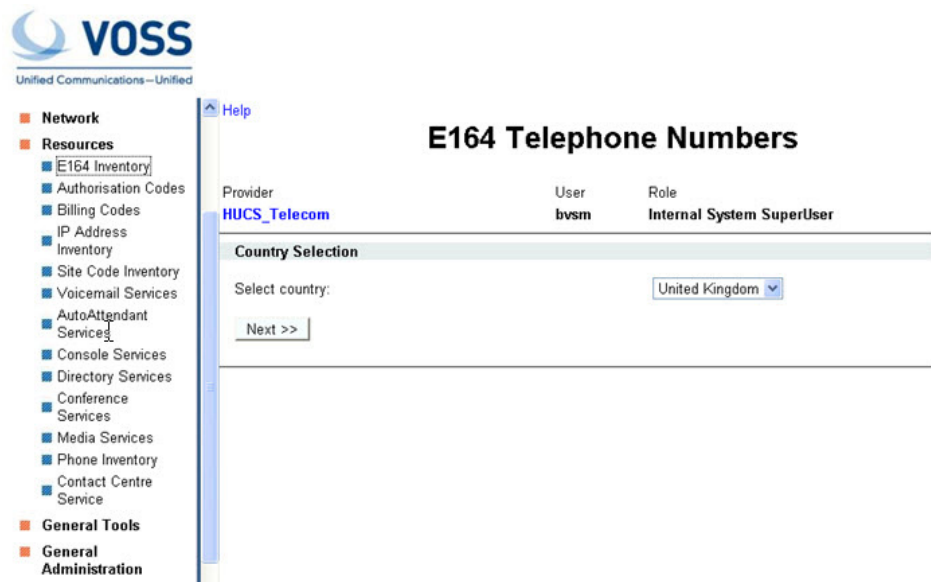 VOSS
Unified Communications—Unified
Network
Resources
E164 Inventory
Authorisation Codes
Billing Codes
IP Address
Inventory
Site Code Inventory
Voicemail Services
AutoAttendant
Services
Console Services
Directory Services
Conference
Services
Media Services
Phone Inventory
Contact Centre
Service
General Tools
General
Administration
Help
E164 Telephone Numbers
Provider User Role
HUCS_Telecom bvsm Internal System SuperUser
Country Selection
Select country: United Kingdom
Next >>